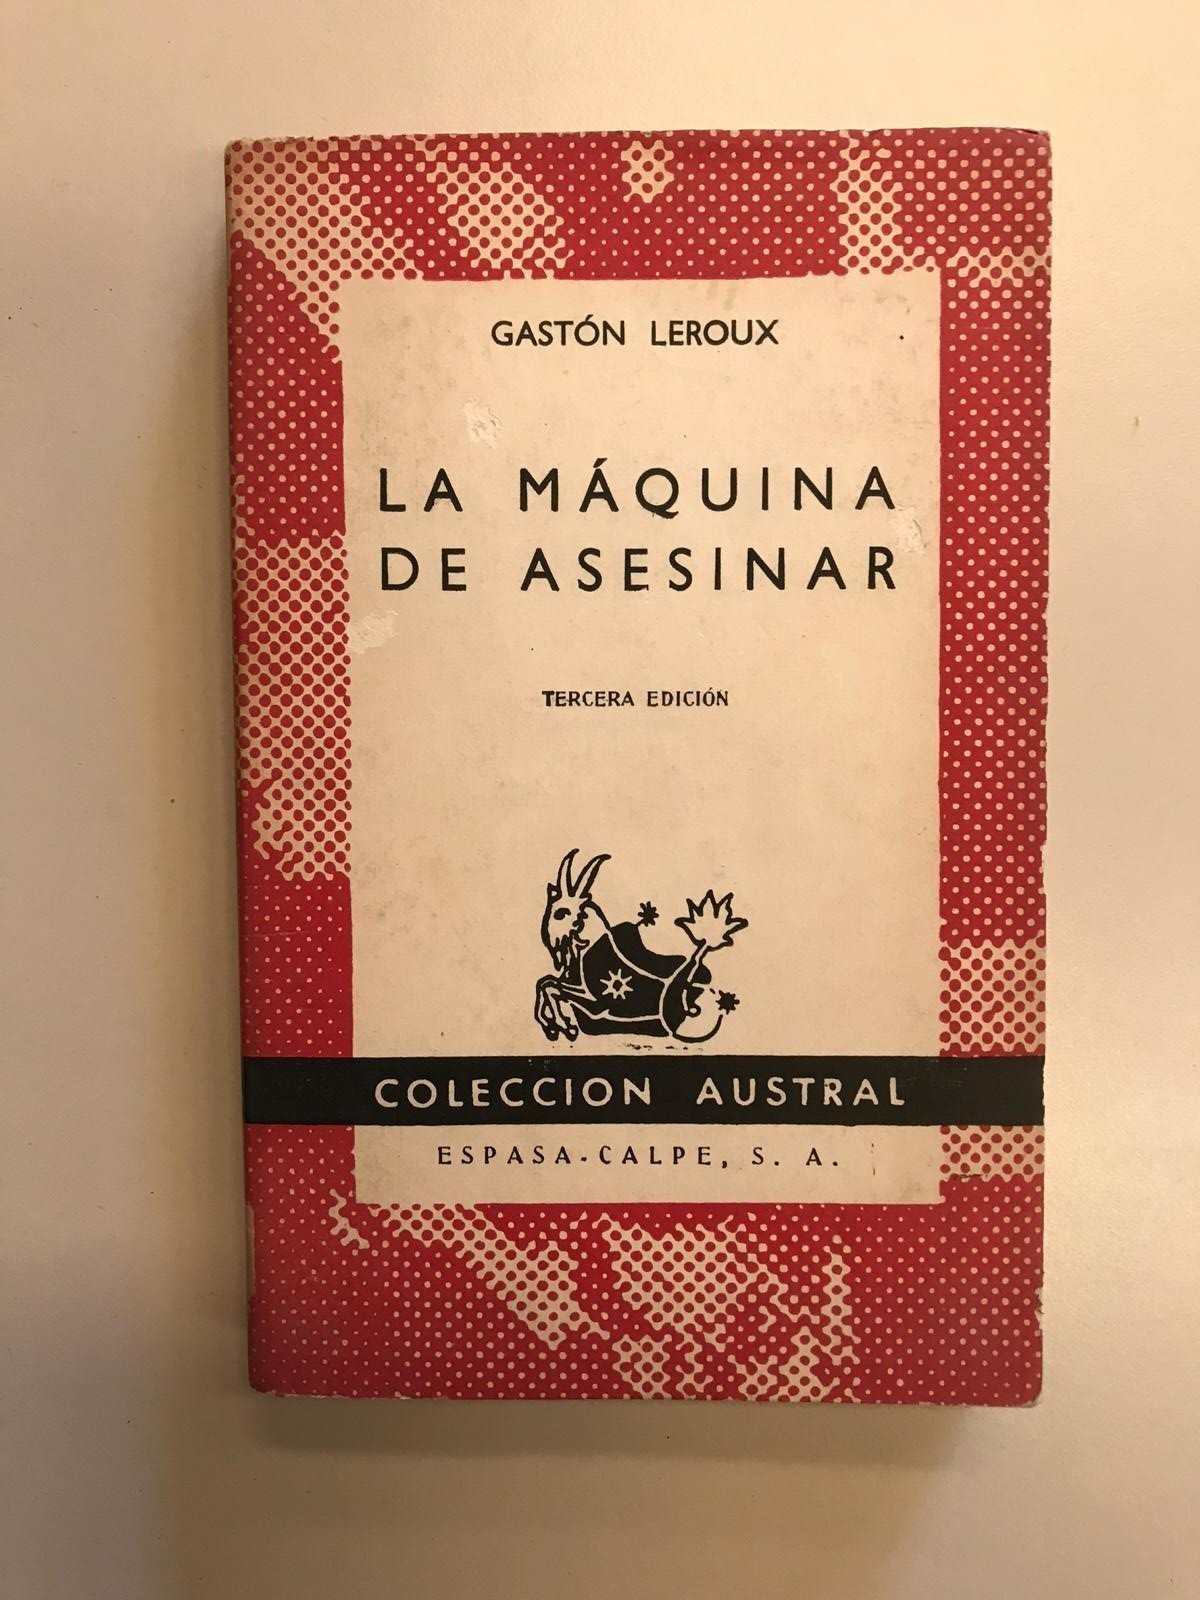 GASTÓN LEROUX
LA MÁQUINA
DE ASESINAR
TERCERA EDICIÓN
COLECCION AUSTRAL
ESPASA-CALPE, S. A.